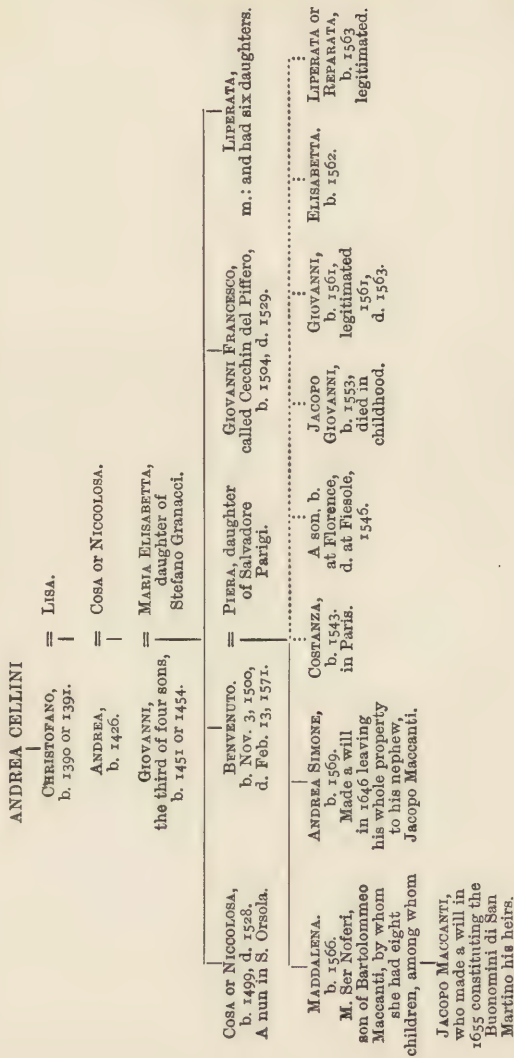 ANDREA CELLINI
CHRISTOFANO,
b. 1390 or 1391.
= LISA.
ANDREA,
b. 1426.
= COSA OR NICCOLOSA.
GIOVANNI,
the third of four sons,
b. 1451 or 1454.
= MARIA ELISABETTA,
daughter of
Stefano Granacci.
COSA OR NICCOLOSA,
b. 1499, d. 1528.
A nun in S. Orsola.
BENVENUTO.
b. Nov. 3, 1500,
d. Feb. 13, 1571.
= PIERA, daughter
of Salvadore
Parigi.
GIOVANNI FRANCESCO,
called Cecchin del Piffero,
b. 1504, d. 1529.
LIPERATA,
m.: and had six daughters.
MADDALENA.
b. 1566.
M. Ser Noferi,
son of Bartolommeo
Maccanti, by whom
she had eight
children, among whom
ANDREA SIMONE,
b. 1569.
Made a will
in 1646 leaving
his whole property
to his nephew,
Jacopo Maccanti.
COSTANZA,
b. 1543.
in Paris.
A son, b.
at Florence,
d. at Fiesole,
1546.
JACOPO
GIOVANNI,
b. 1553,
died in
childhood.
GIOVANNI,
b. 1561,
legitimated
1561,
d. 1563.
ELISABETTA.
b. 1562.
LIPERATA or
REPARATA,
b. 1563
legitimated.
JACOPO MACCANTI,
who made a will in
1655 constituting the
Buonomini di San
Martino his heirs.